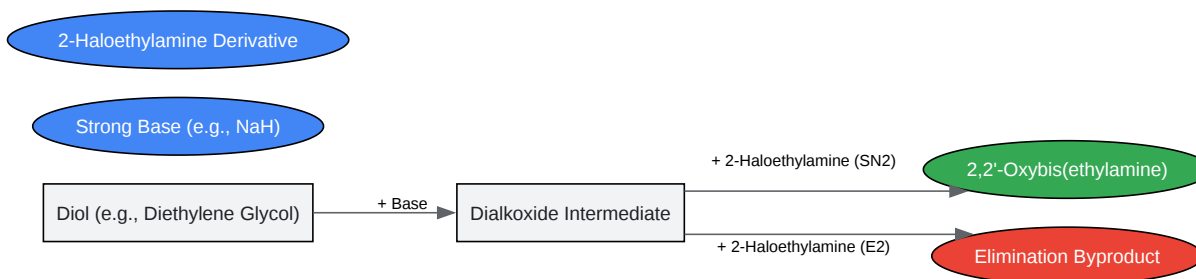 2-Haloethylamine Derivative
Strong Base (e.g., NaH)
+ 2-Haloethylamine (SN2)
2,2'-Oxybis(ethylamine)
Diol (e.g., Diethylene Glycol)
+ Base
Dialkoxide Intermediate
+ 2-Haloethylamine (E2)
Elimination Byproduct